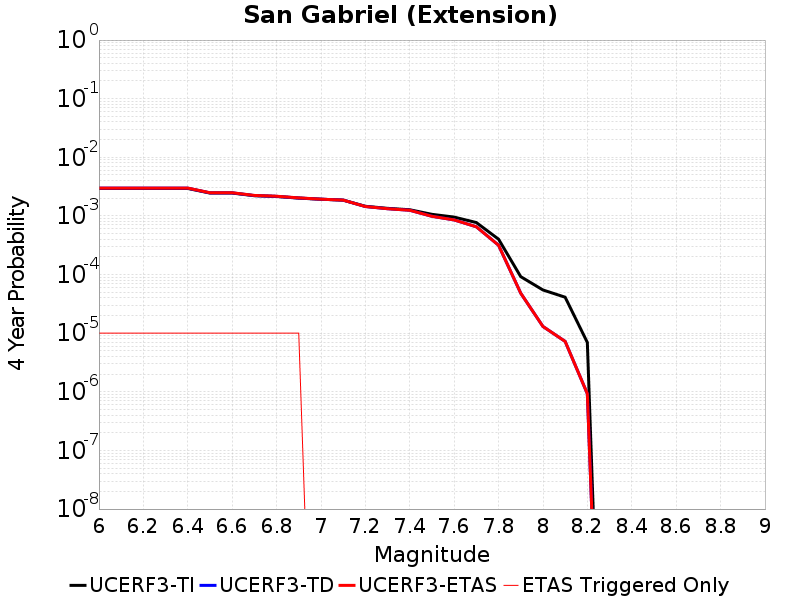 San Gabriel (Extension)
10^0
10^-1
10^-2
10^-3
10^-4
10^-5
10^-6
10^-7
10^-8
4 Year Probability
6 6.2 6.4 6.6 6.8 7 7.2 7.4 7.6 7.8 8 8.2 8.4 8.6 8.8 9
Magnitude
UCERF3-TI UCERF3-TD UCERF3-ETAS ETAS Triggered Only